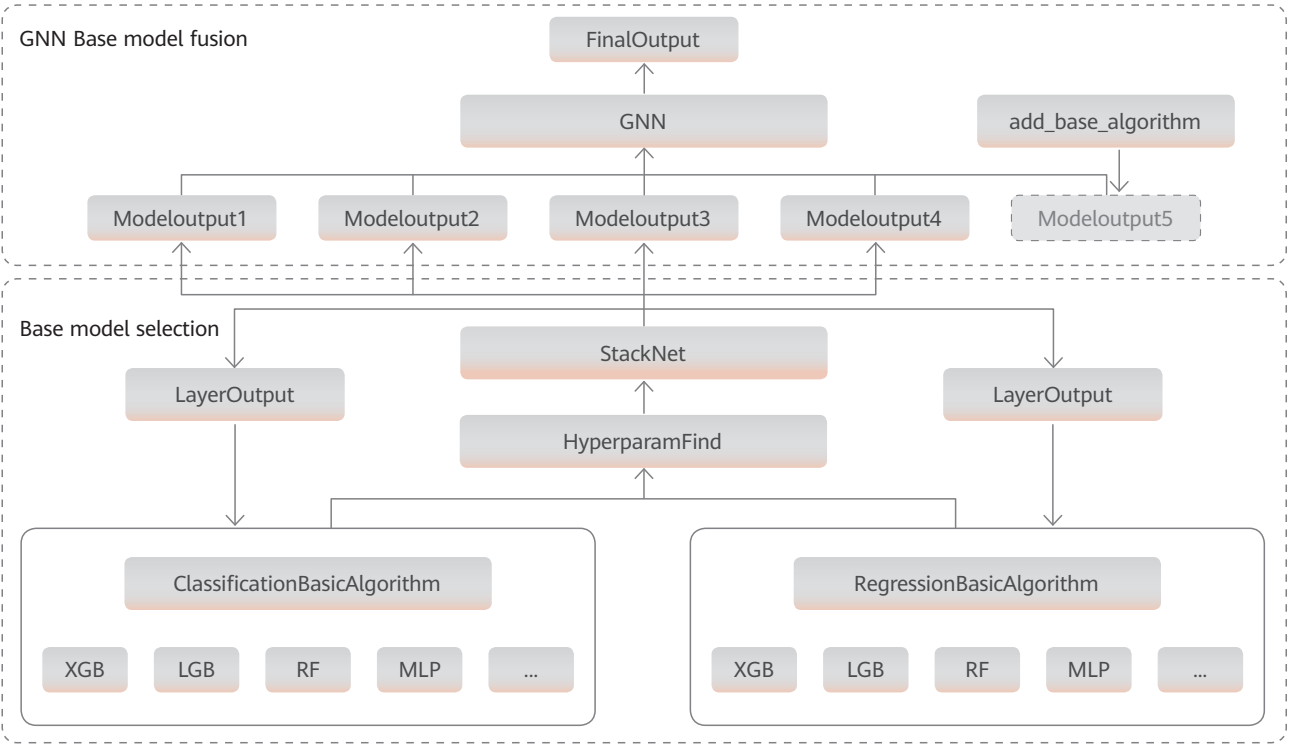 GNN Base model fusion
FinalOutput
GNN
add_base_algorithm
Modeloutput1
Modeloutput2
Modeloutput3
Modeloutput4
Modeloutput5
Base model selection
StackNet
LayerOutput
LayerOutput
HyperparamFind
ClassificationBasicAlgorithm
XGB
LGB
RF
MLP
...
RegressionBasicAlgorithm
XGB
LGB
RF
MLP
...